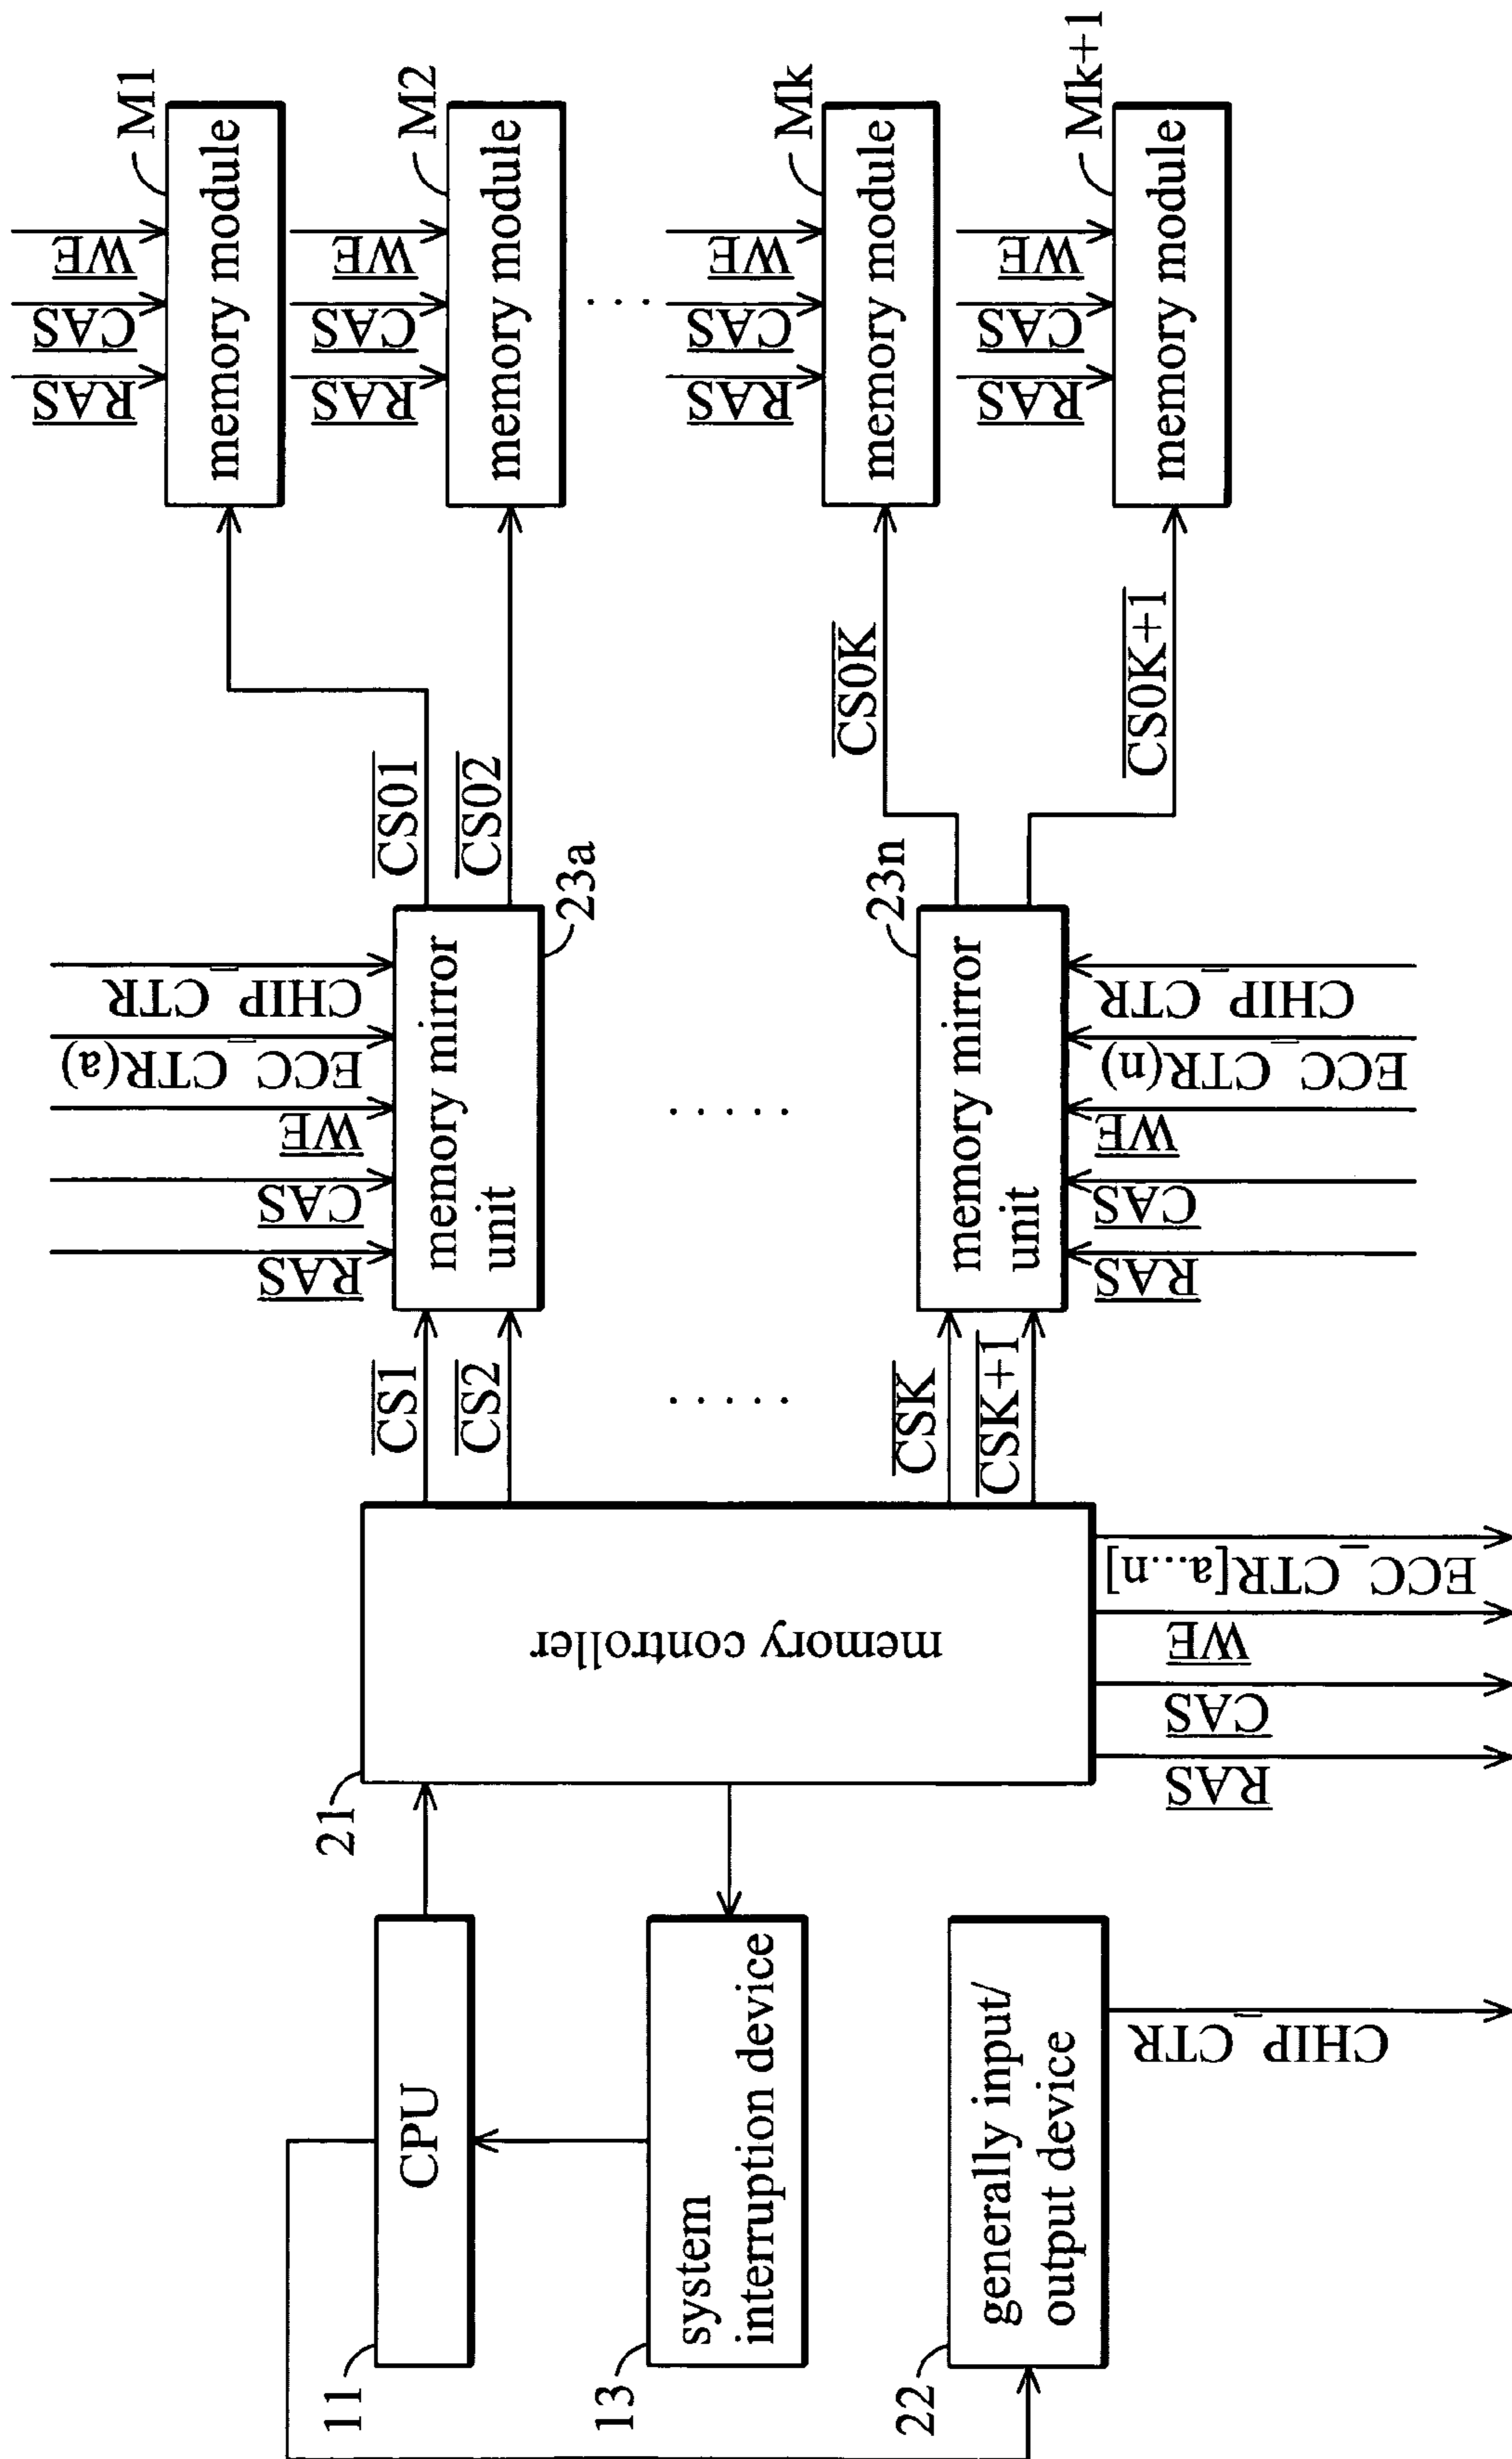 11
CPU
13
system
interruption device
22
generally input/
output device
CHIP_CTR
21
memory controller
RAS
CAS
WE
ECC_CTR[a...n]
CS1
CS2
.....
CSK
CSK+1
RAS
CAS
WE
ECC_CTR(a)
CHIP_CTR
memory mirror
unit
23a
.....
memory mirror
unit
23n
RAS
CAS
WE
ECC_CTR(n)
CHIP_CTR
CS01
CS02
CS0K
CS0K+1
RAS
CAS
WE
M1
memory module
RAS
CAS
WE
M2
memory module
....
RAS
CAS
WE
Mk
memory module
RAS
CAS
WE
Mk+1
memory module